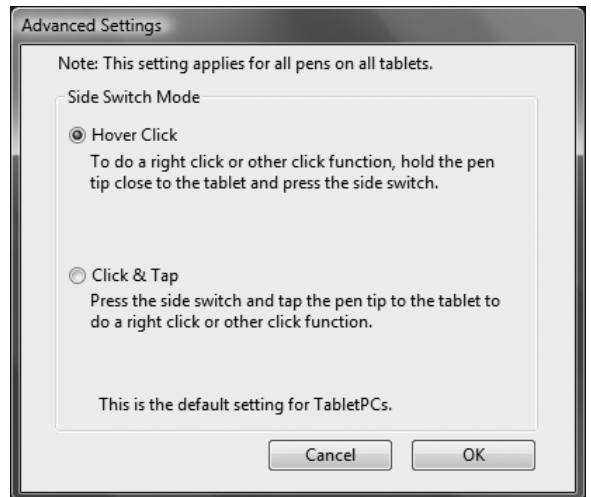 Advanced Settings
Note: This setting applies for all pens on all tablets.
Side Switch Mode
Hover Click
To do a right click or other click function, hold the pen
tip close to the tablet and press the side switch.
Click & Tap
Press the side switch and tap the pen tip to the tablet to
do a right click or other click function.
This is the default setting for TabletPCs.
Cancel OK